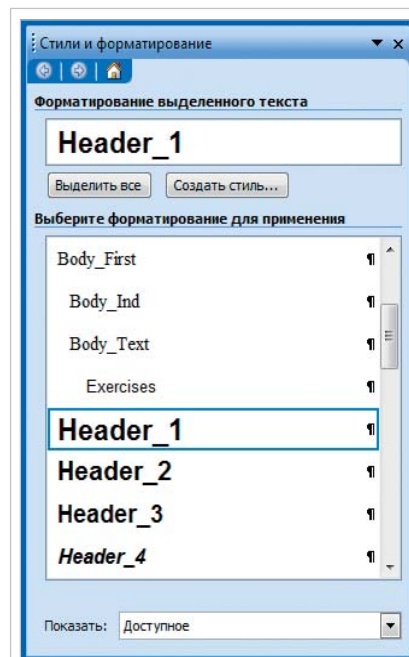 Стили и форматирование
Форматирование выделенного текста
Header_1
Выделить все Создать стиль...
Выберите форматирование для применения
Body_First ¶
Body_Ind ¶
Body_Text ¶
Exercises ¶
Header_1 ¶
Header_2 ¶
Header_3 ¶
Header_4 ¶
Показать: Доступное